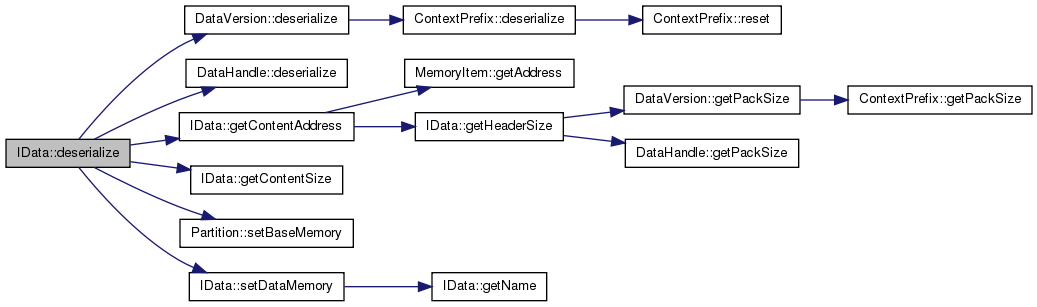 DataVersion::deserialize
ContextPrefix::deserialize
ContextPrefix::reset
DataHandle::deserialize
MemoryItem::getAddress
DataVersion::getPackSize
ContextPrefix::getPackSize
IData::getContentAddress
IData::getHeaderSize
IData::deserialize
DataHandle::getPackSize
IData::getContentSize
Partition::setBaseMemory
IData::setDataMemory
IData::getName